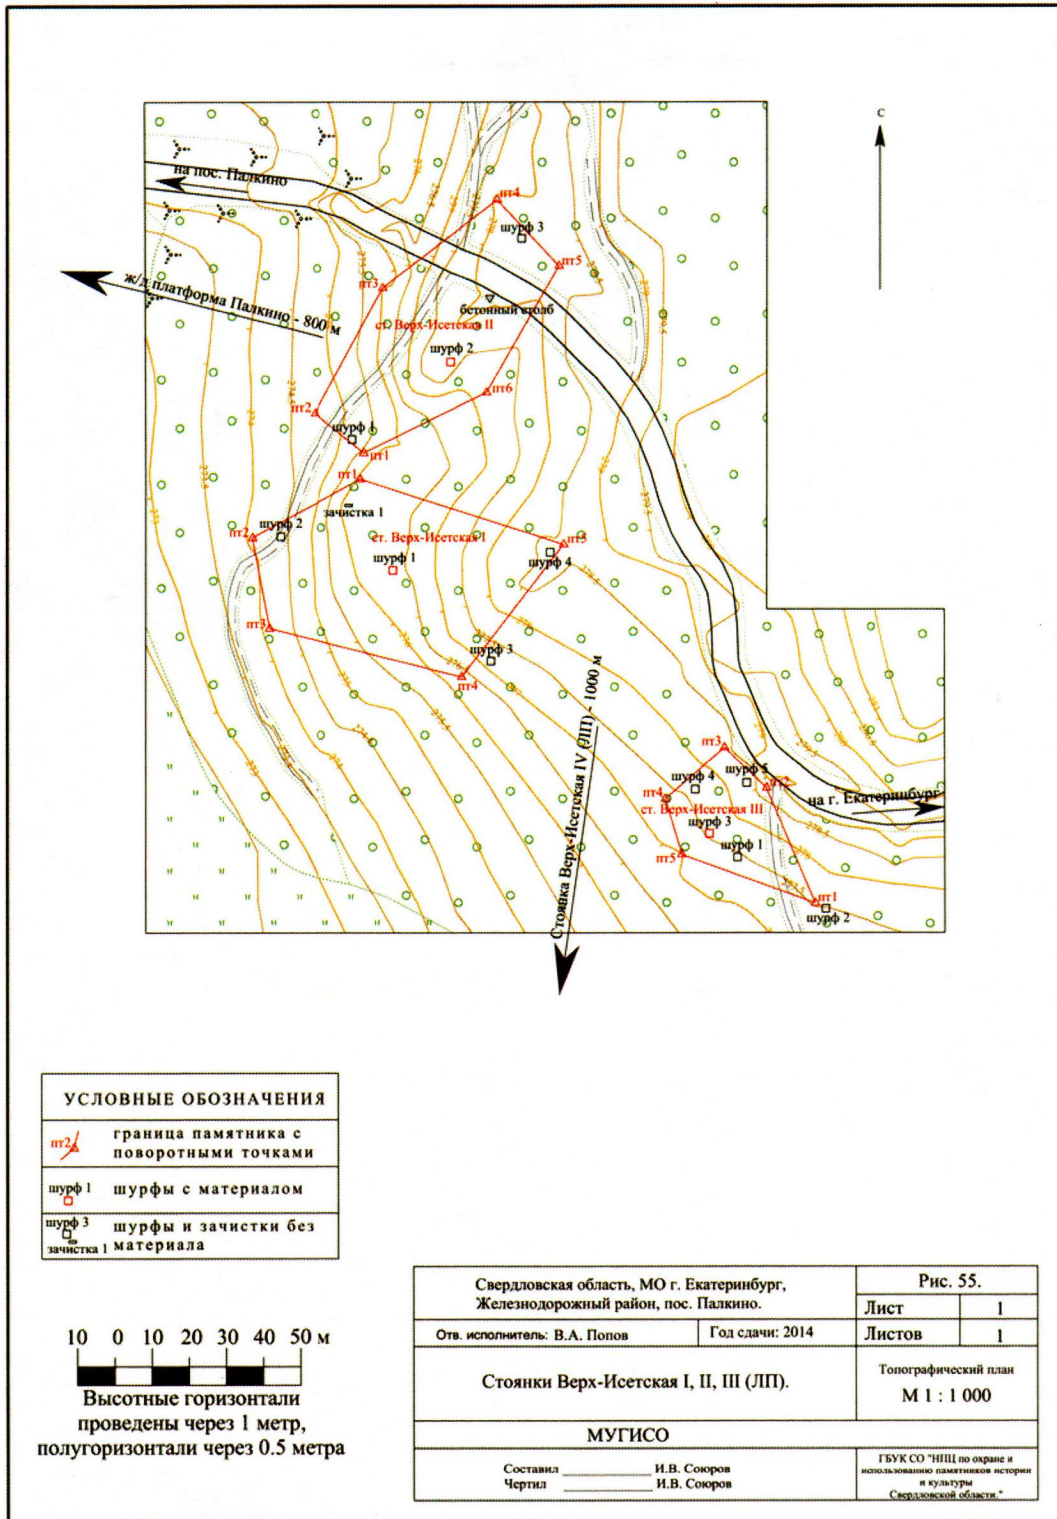 с
на пос. Палкино
ж/д платформа Палкино - 800 м
пт4
шурф 3
пт5
пт3
бетонный столб
ст. Верх-Исетская II
шурф 2
пт6
пт2
шурф 1
пт1
пт1
зачистка 1
шурф 2
пт2
ст. Верх-Исетская I
шурф 1
пт5
шурф 4
пт3
шурф 3
пт4
Стоянка Верх-Исетская IV (ЛП) - 1000 м
пт3
шурф 4
шурф 5
пт2
пт4
на г. Екатеринбург
ст. Верх-Исетская III
шурф 3
шурф 1
пт5
пт1
шурф 2
УСЛОВНЫЕ ОБОЗНАЧЕНИЯ
пт2
граница памятника с
поворотными точками
шурф 1
шурфы с материалом
шурф 3
зачистка 1
шурфы и зачистки без
материала
10 0 10 20 30 40 50 м
Высотные горизонтали
проведены через 1 метр,
полугоризонтали через 0.5 метра
Свердловская область, МО г. Екатеринбург,
Железнодорожный район, пос. Палкино.
Рис. 55.
Лист 1
Отв. исполнитель: В.А. Попов
Год сдачи: 2014
Листов 1
Стоянки Верх-Исетская I, II, III (ЛП).
Топографический план
М 1 : 1 000
МУГИСО
Составил И.В. Сюров
Чертил И.В. Сюров
ГБУК СО "НПЦ по охране и
использованию памятников истории
и культуры
Свердловской области."